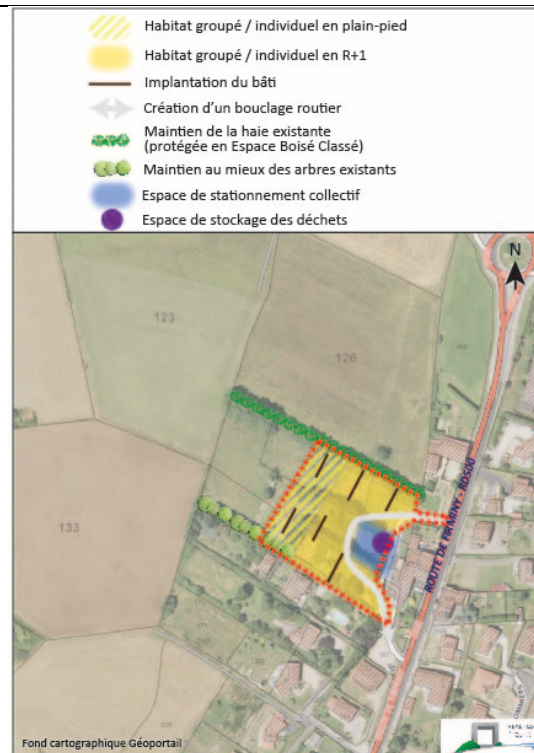 Habitat groupé / individuel en plain-pied
Habitat groupé / individuel en R+1
Implantation du bâti
Création d'un bouclage routier
Maintien de la haie existante
(protégée en Espace Boisé Classé)
Maintien au mieux des arbres existants
Espace de stationnement collectif
Espace de stockage des déchets
N
123
126
133
ROUTE DE FIRMINY - RD500
Fond cartographique Géoportail